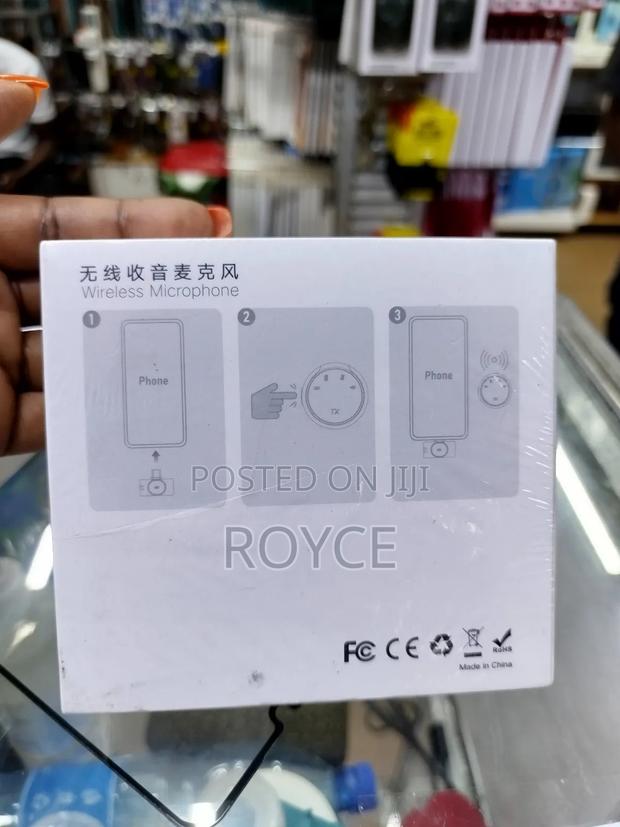 无线收音麦克风
Wireless Microphone
1
2
3
Phone
TX
Phone
POSTED ON JIJI
ROYCE
FC CE RoHS
Made in China